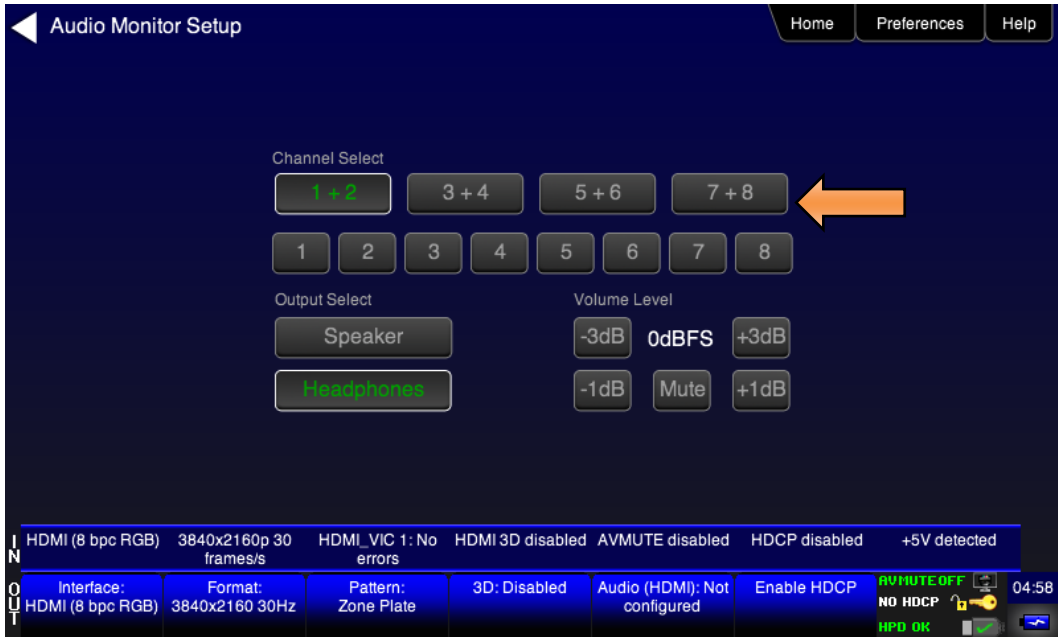 Audio Monitor Setup
Home
Preferences
Help
Channel Select
1 + 2
3 + 4
5 + 6
7 + 8
1
2
3
4
5
6
7
8
Output Select
Volume Level
Speaker
-3dB
0dBFS
+3dB
Headphones
-1dB
Mute
+1dB
IN
HDMI (8 bpc RGB)
3840x2160p 30
frames/s
HDMI_VIC 1: No
errors
HDMI 3D disabled
AVMUTE disabled
HDCP disabled
+5V detected
OUT
Interface:
HDMI (8 bpc RGB)
Format:
3840x2160 30Hz
Pattern:
Zone Plate
3D: Disabled
Audio (HDMI): Not
configured
Enable HDCP
AVMUTEOFF
NO HDCP
HPD OK
04:58